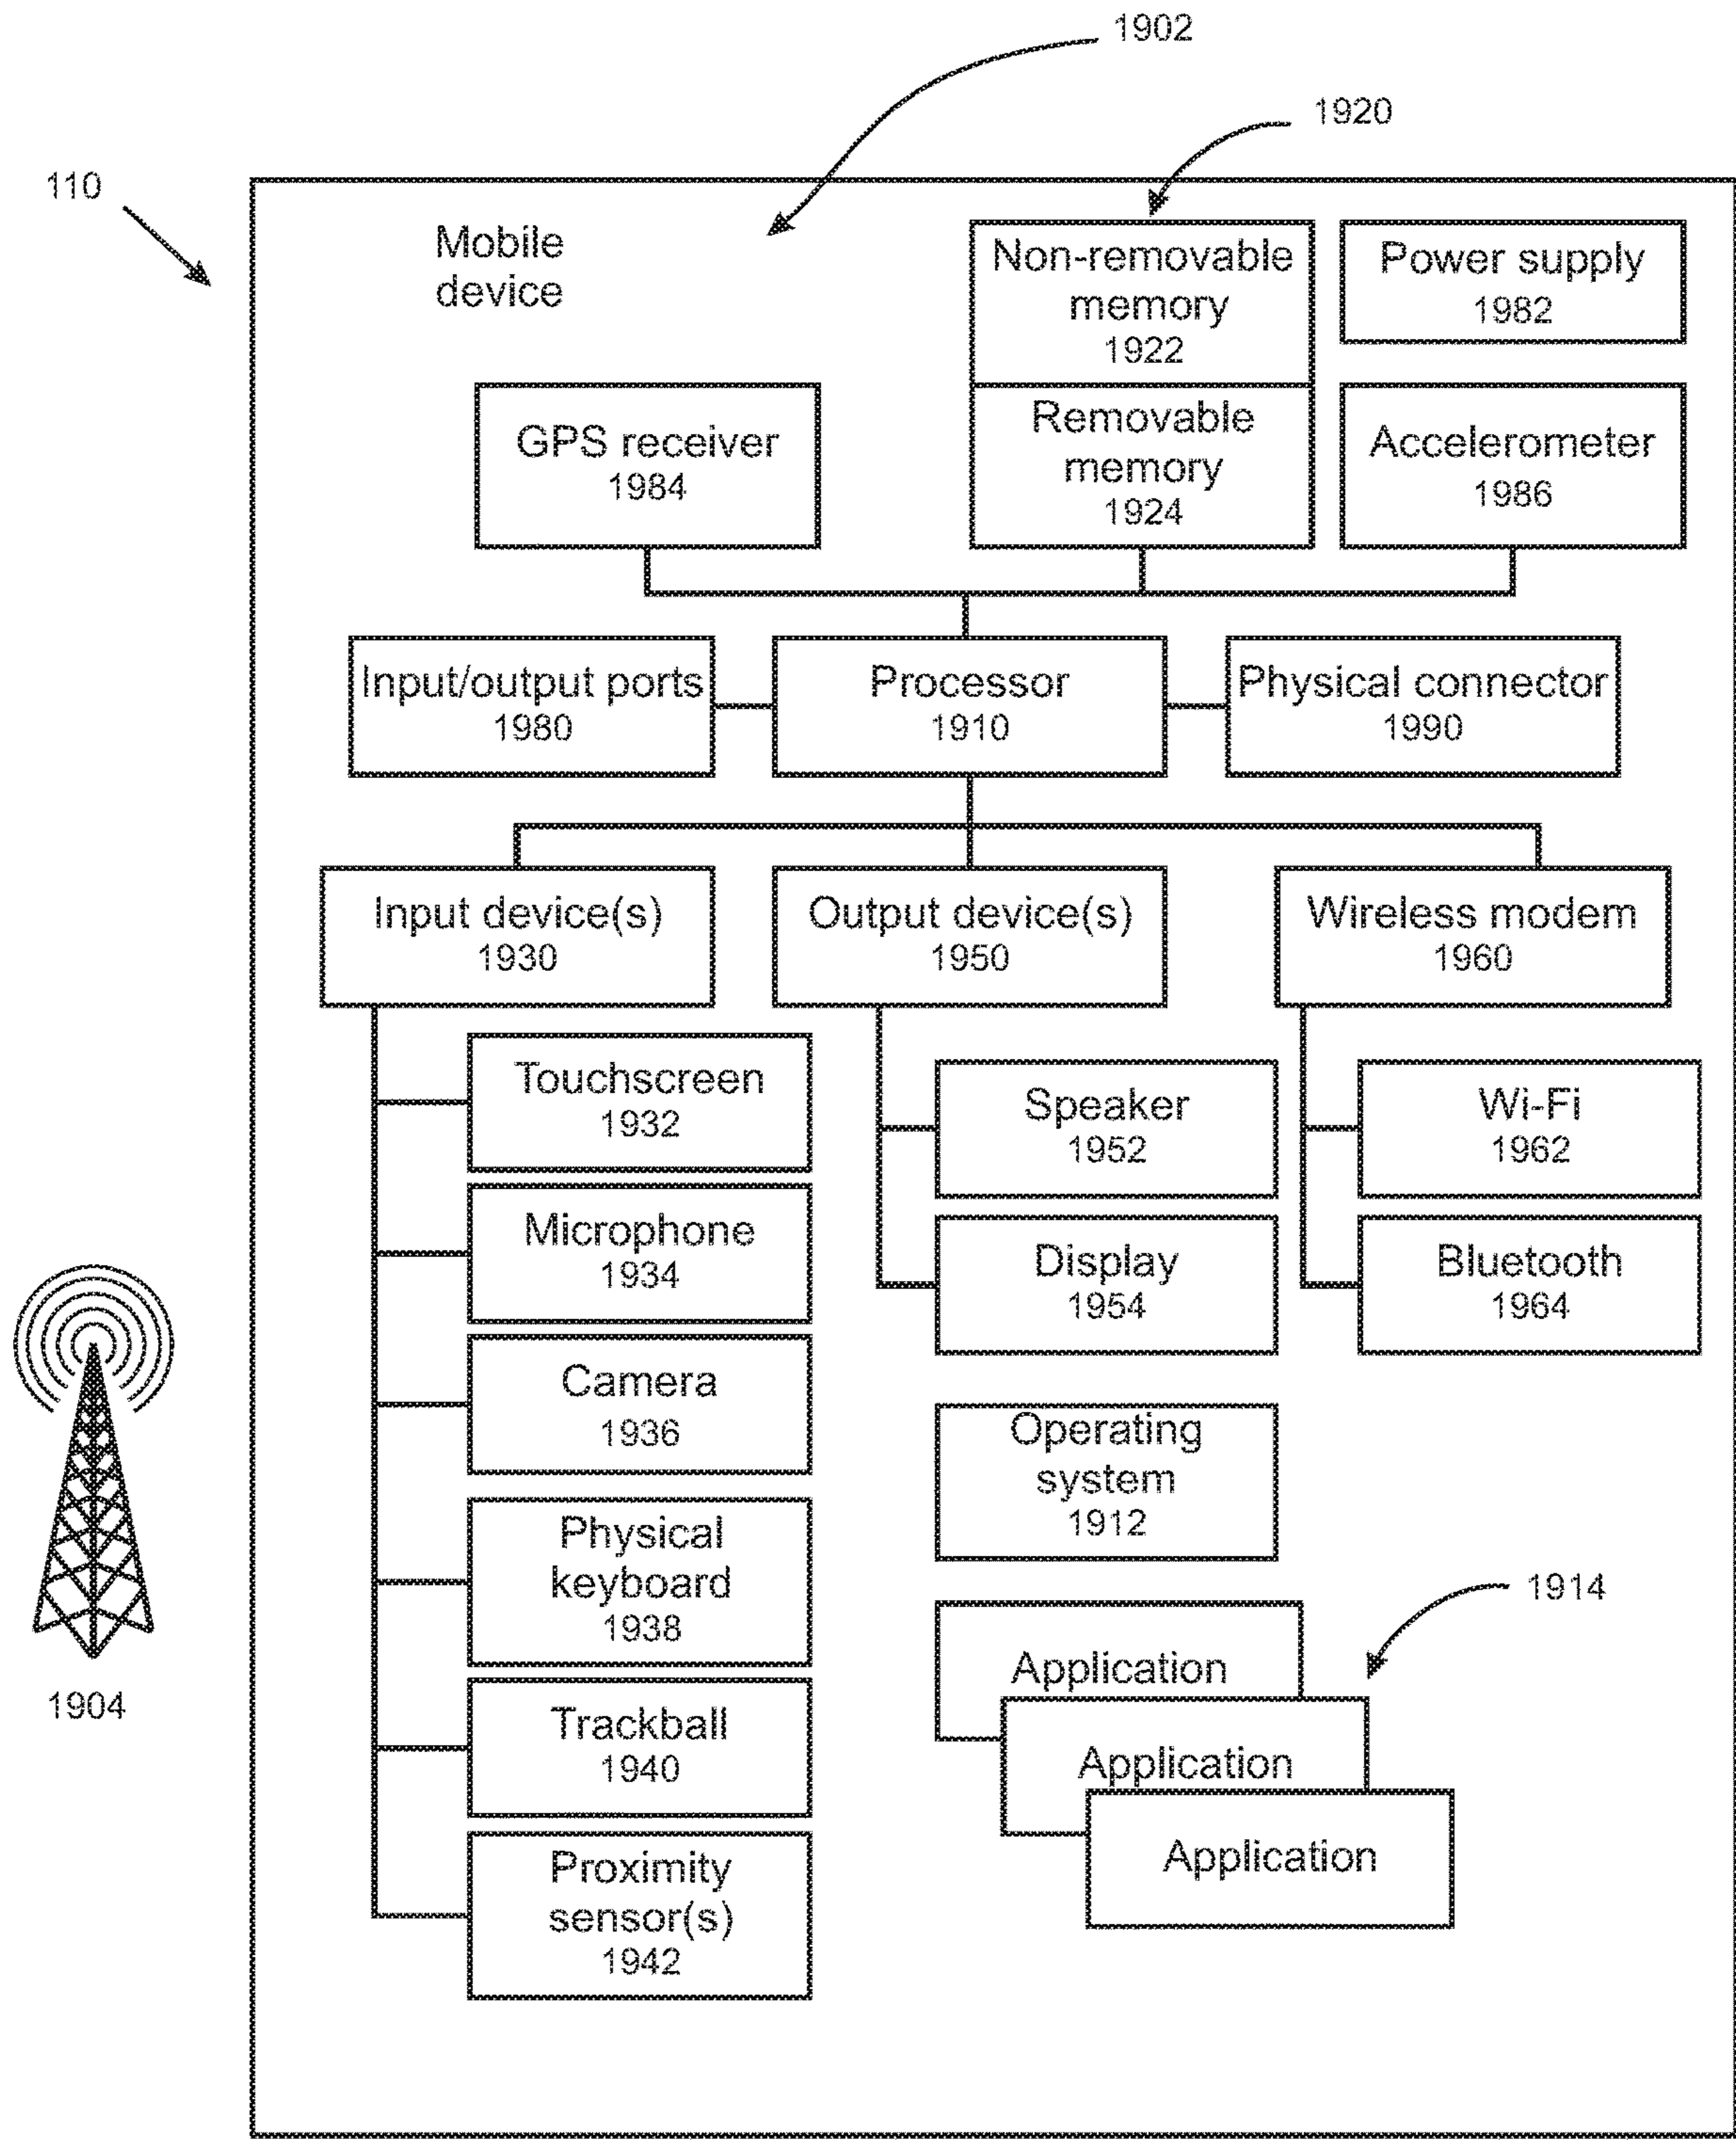 1902
1920
110
Mobile
device
Non-removable
memory
1922
Power supply
1982
GPS receiver
1984
Removable
memory
1924
Accelerometer
1986
Input/output ports
1980
Processor
1910
Physical connector
1990
Input device(s)
1930
Output device(s)
1950
Wireless modem
1960
Touchscreen
1932
Speaker
1952
Wi-Fi
1962
Microphone
1934
Display
1954
Bluetooth
1964
Camera
1936
Operating
system
1912
Physical
keyboard
1938
1914
Application
Application
Application
1904
Trackball
1940
Proximity
sensor(s)
1942